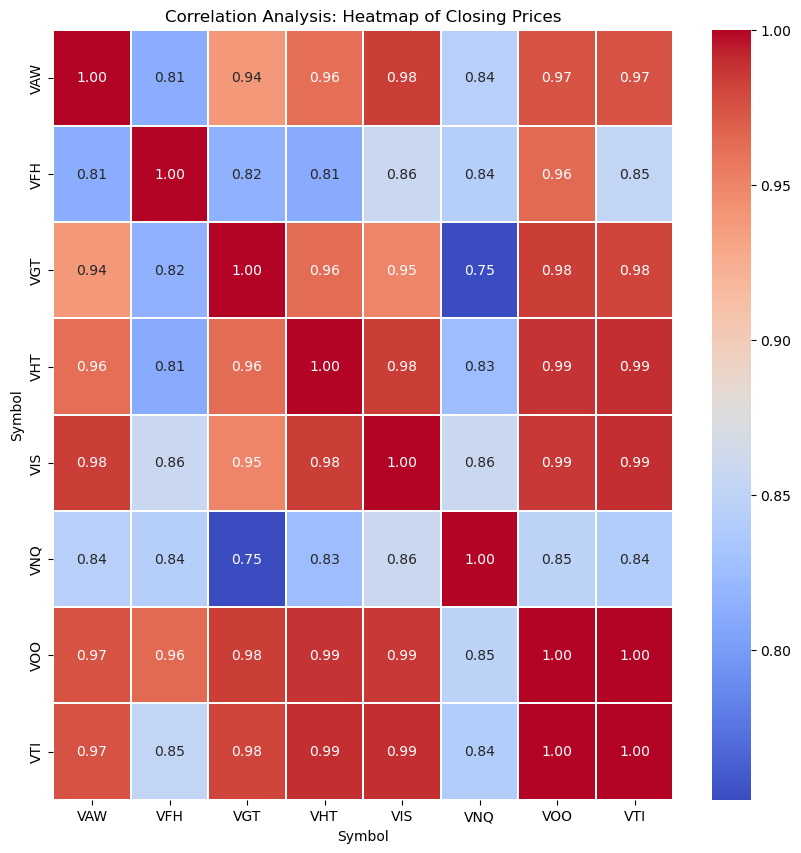 Correlation Analysis: Heatmap of Closing Prices
VAW 1.00 0.81 0.94 0.96 0.98 0.84 0.97 0.97
VFH 0.81 1.00 0.82 0.81 0.86 0.84 0.96 0.85
VGT 0.94 0.82 1.00 0.96 0.95 0.75 0.98 0.98
VHT 0.96 0.81 0.96 1.00 0.98 0.83 0.99 0.99
VIS 0.98 0.86 0.95 0.98 1.00 0.86 0.99 0.99
VNQ 0.84 0.84 0.75 0.83 0.86 1.00 0.85 0.84
VOO 0.97 0.96 0.98 0.99 0.99 0.85 1.00 1.00
VTI 0.97 0.85 0.98 0.99 0.99 0.84 1.00 1.00
VAW VFH VGT VHT VIS VNQ VOO VTI
Symbol
Symbol
1.00
0.95
0.90
0.85
0.80